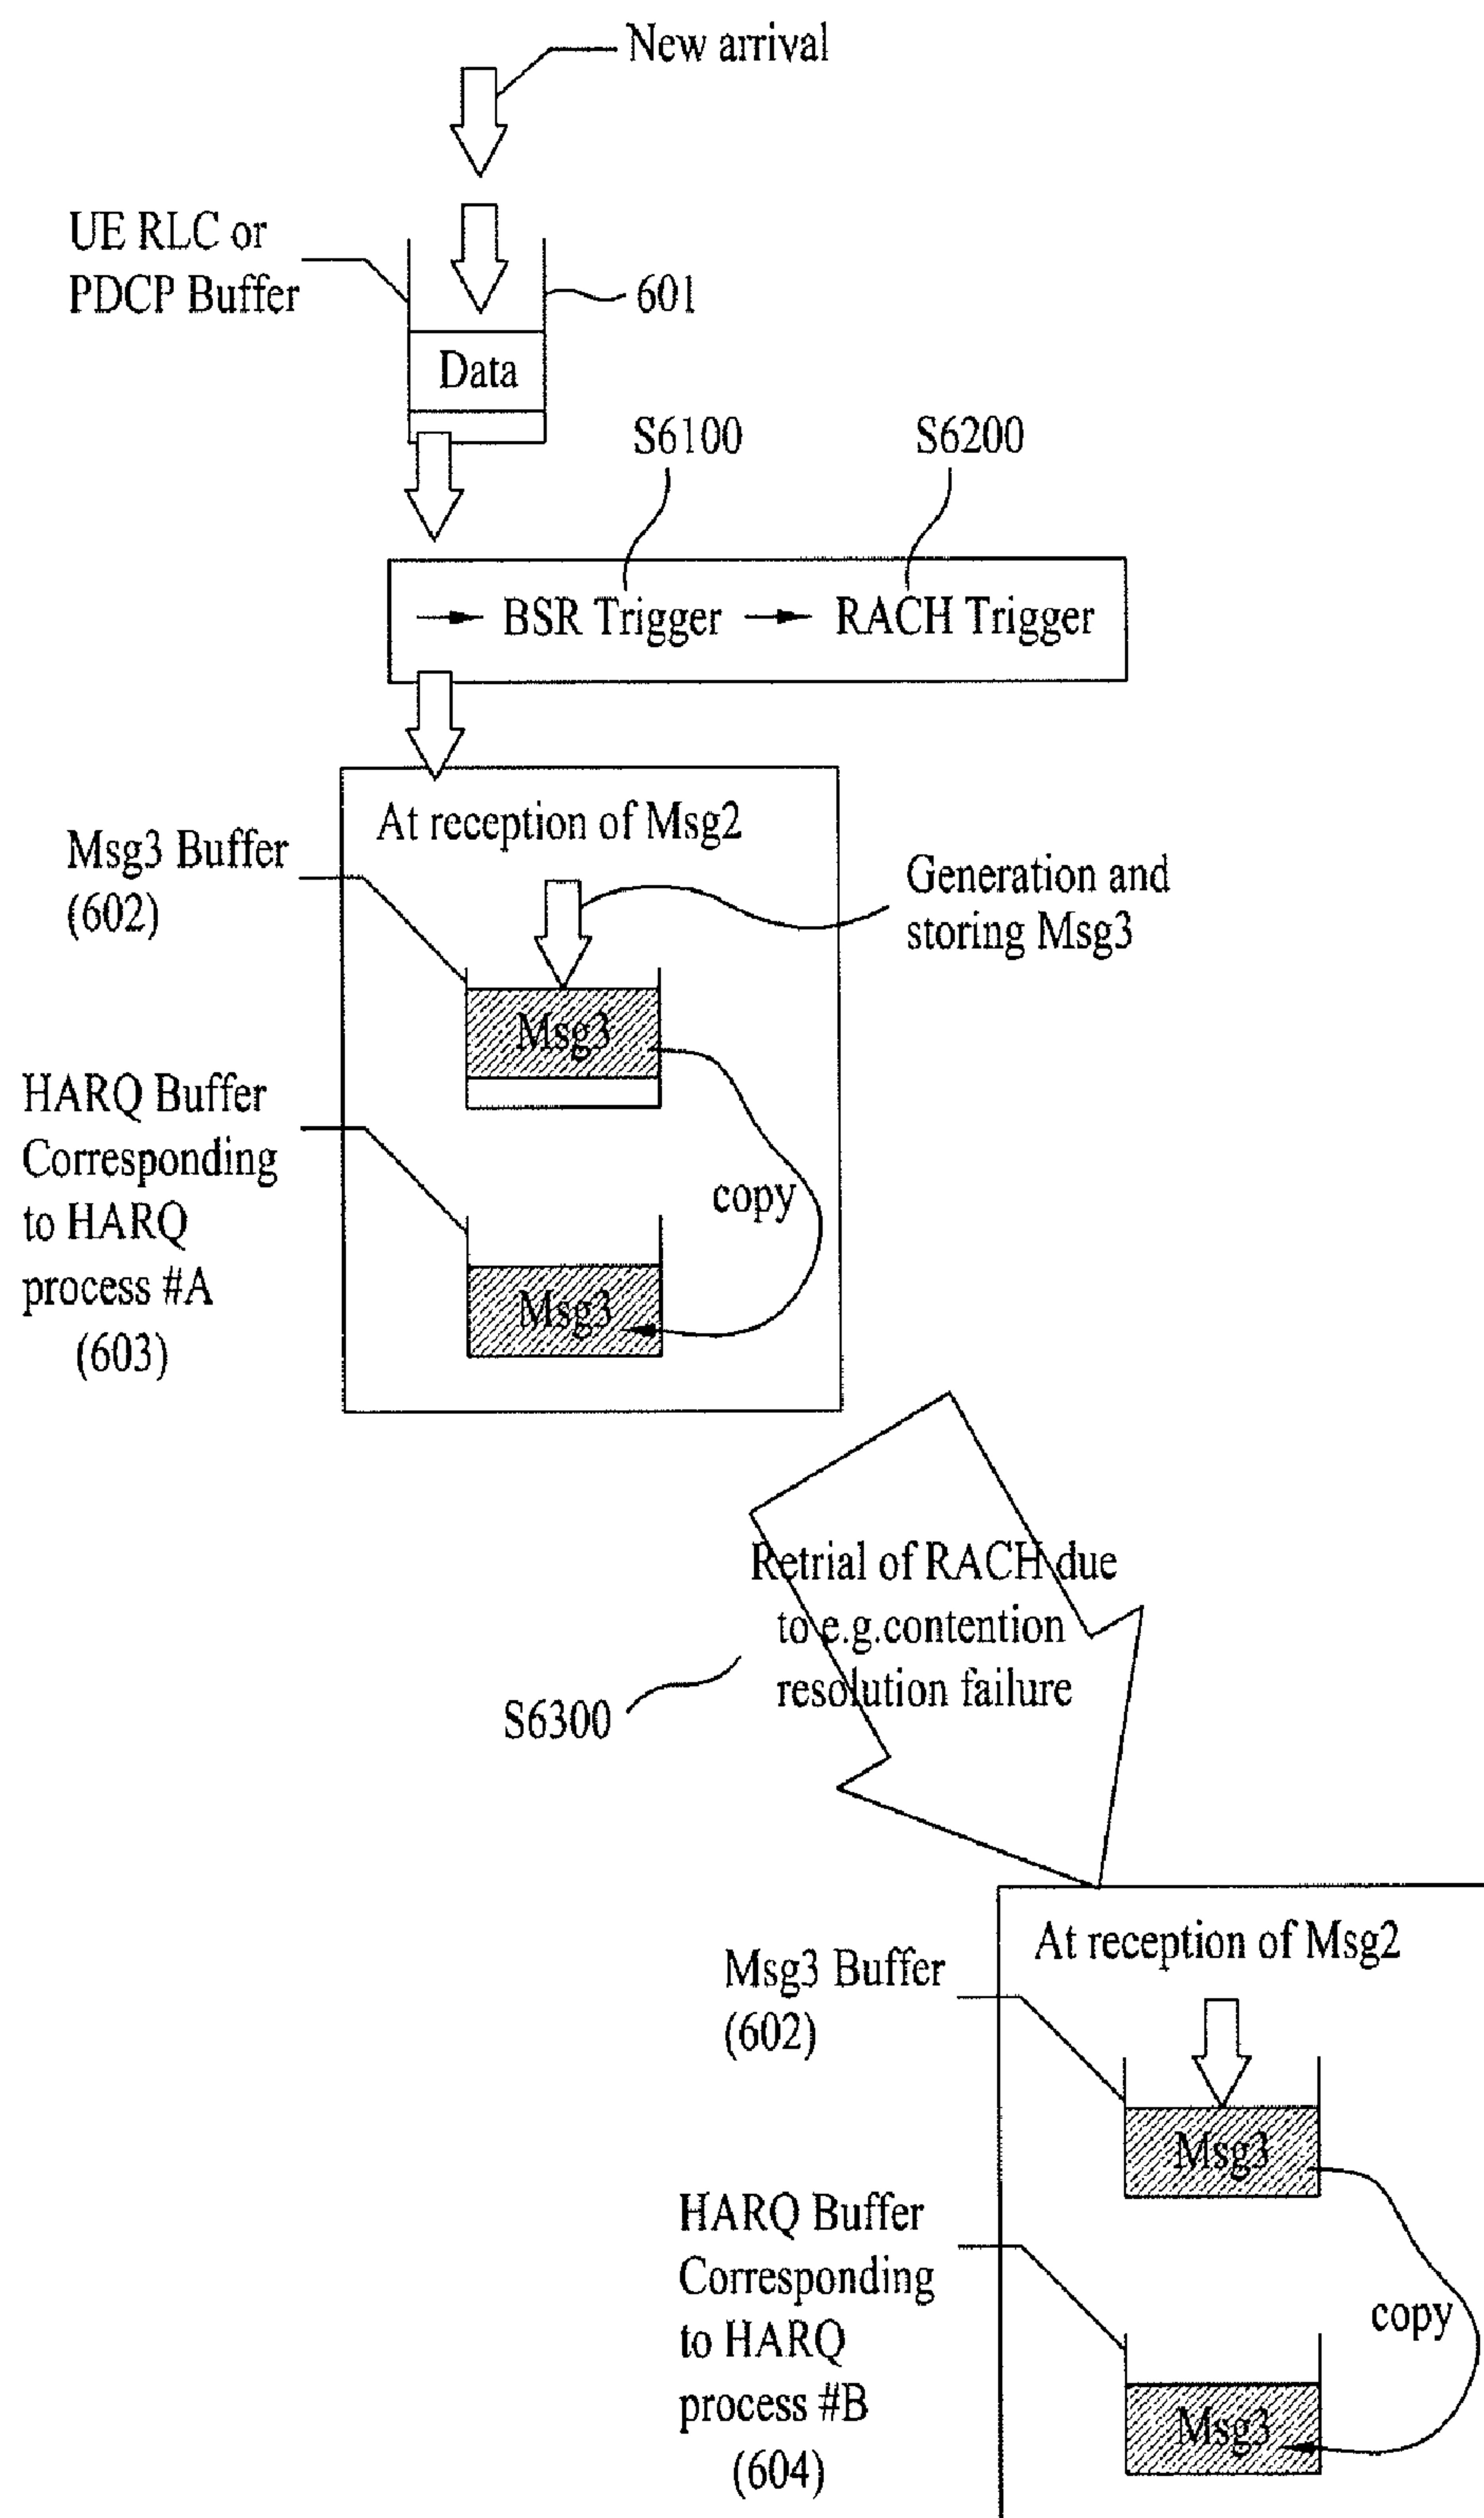 New arrival
UE RLC or
PDCP Buffer
601
Data
S6100
S6200
BSR Trigger
RACH Trigger
At reception of Msg2
Msg3 Buffer
(602)
Generation and
storing Msg3
Msg3
HARQ Buffer
Corresponding
to HARQ
process #A
(603)
copy
Msg3
Retrial of RACH due
to e.g.contention
resolution failure
S6300
At reception of Msg2
Msg3 Buffer
(602)
Msg3
HARQ Buffer
Corresponding
to HARQ
process #B
(604)
copy
Msg3